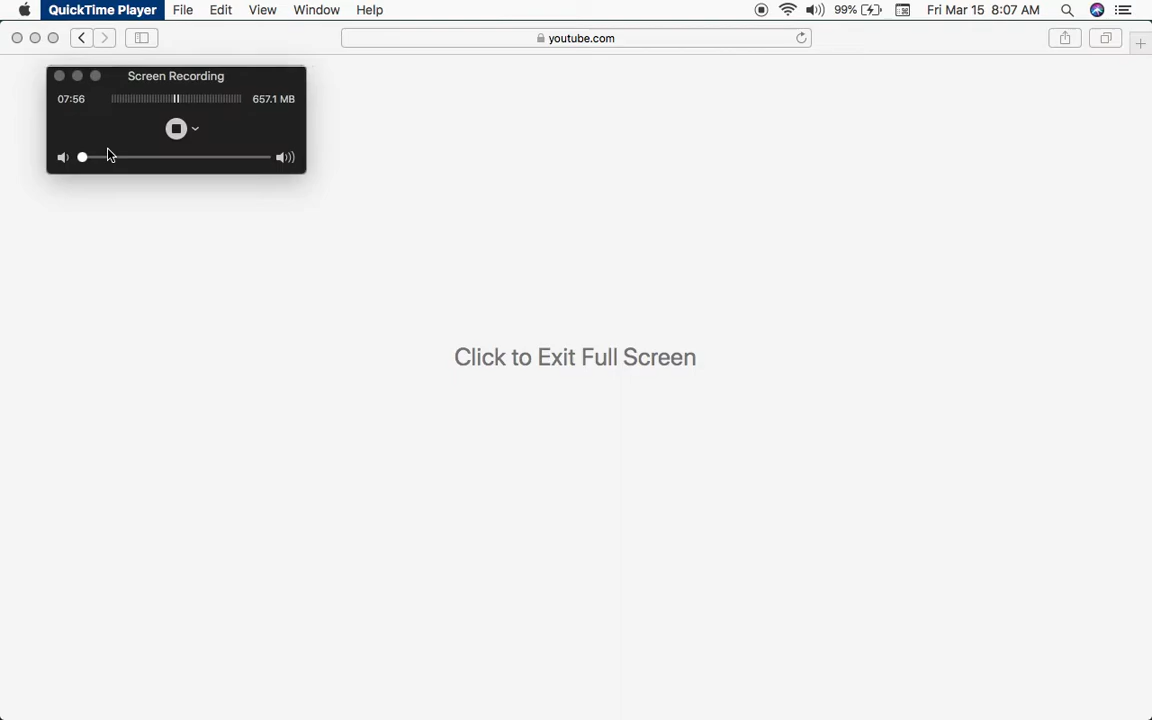 QuickTime Player File Edit View Window Help 99% Fri Mar 15 8:07 AM
youtube.com
Screen Recording
07:56 657.1 MB
Click to Exit Full Screen